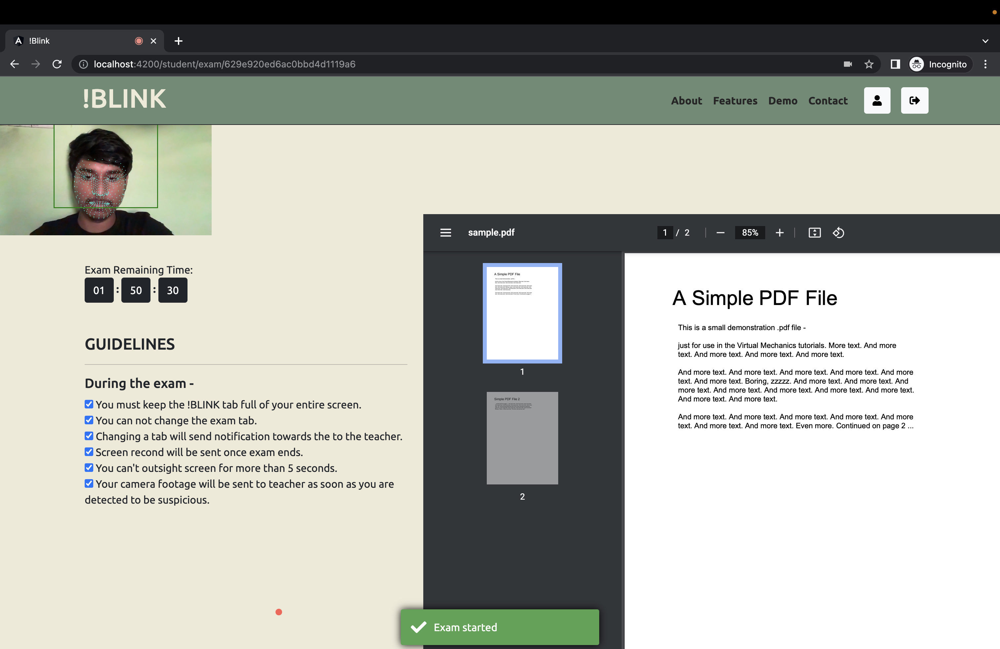 !Blink
localhost:4200/student/exam/629e920ed6ac0bbd4d1119a6
Incognito
!BLINK
About Features Demo Contact
sample.pdf
1 / 2
85%
Exam Remaining Time:
01 : 50 : 30
GUIDELINES
During the exam -
You must keep the !BLINK tab full of your entire screen.
You can not change the exam tab.
Changing a tab will send notification towards the to the teacher.
Screen recond will be sent once exam ends.
You can't outsight screen for more than 5 seconds.
Your camera footage will be sent to teacher as soon as you are
detected to be suspicious.
A Simple PDF File
1
Simple PDF File 2
2
A Simple PDF File
This is a small demonstration .pdf file -
just for use in the Virtual Mechanics tutorials. More text. And more
text. And more text. And more text. And more text.
And more text. And more text. And more text. And more text. And more
text. And more text. Boring, zzzzz. And more text. And more text. And
more text. And more text. And more text. And more text. And more text.
And more text. And more text.
And more text. And more text. And more text. And more text. And more
text. And more text. And more text. Even more. Continued on page 2 ...
Exam started